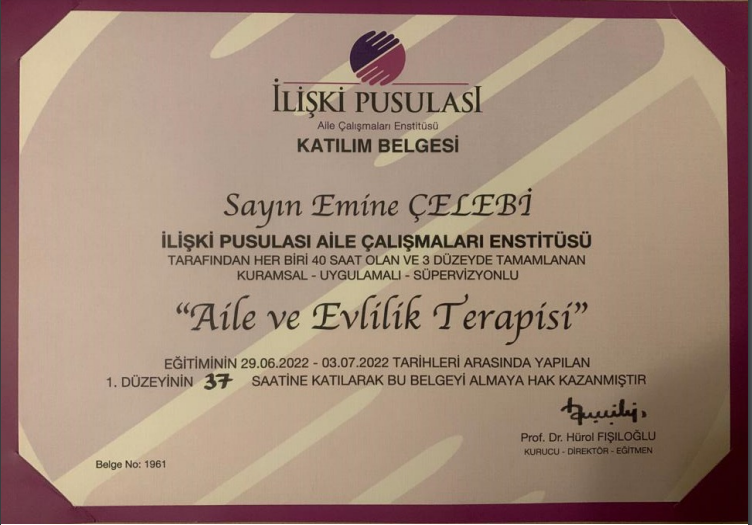 İLİŞKİ PUSULASI
Aile Çalışmaları Enstitüsü
KATILIM BELGESİ
Sayın Emine ÇELEBİ
İLİŞKİ PUSULASI AİLE ÇALIŞMALARI ENSTİTÜSÜ
TARAFINDAN HER BİRİ 40 SAAT OLAN VE 3 DÜZEYDE TAMAMLANAN
KURAMSAL - UYGULAMALI - SÜPERVİZYONLU
“Aile ve Evlilik Terapisi”
EĞİTİMİNİN 29.06.2022 - 03.07.2022 TARİHLERİ ARASINDA YAPILAN
1. DÜZEYİNİN 37 SAATİNE KATILARAK BU BELGEYİ ALMAYA HAK KAZANMIŞTIR
Prof. Dr. Hürol FIŞILOĞLU
KURUCU - DİREKTÖR - EĞİTMEN
Belge No: 1961